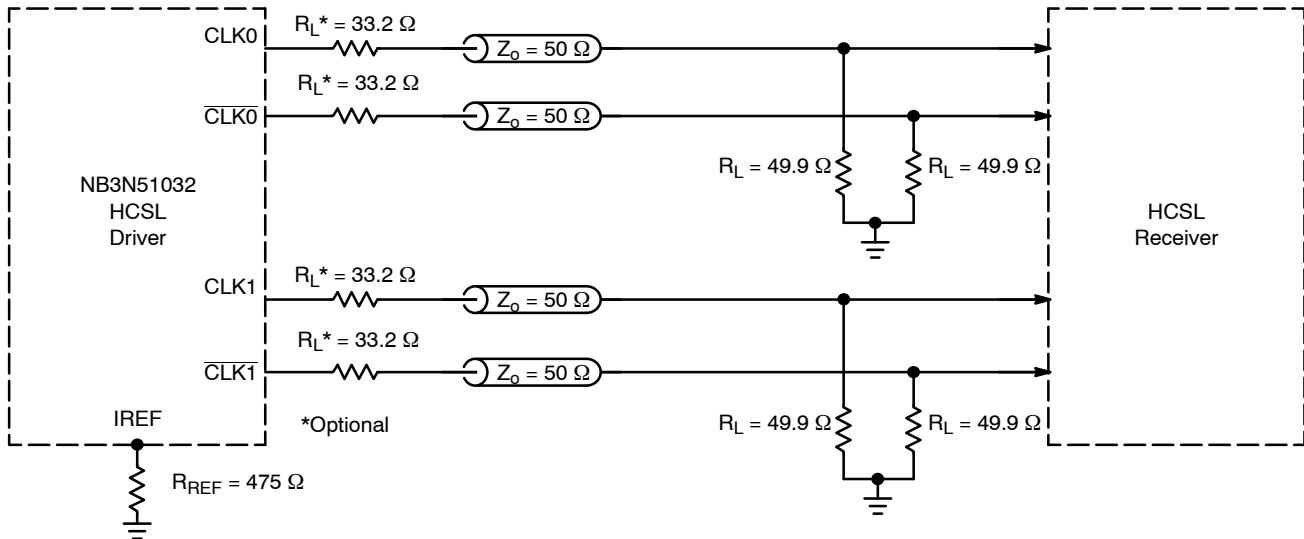 CLK0
R_L* = 33.2 Ω
Z_o = 50 Ω
R_L* = 33.2 Ω
C̅L̅K̅0̅
Z_o = 50 Ω
R_L = 49.9 Ω
R_L = 49.9 Ω
NB3N51032
HCSL
Driver
HCSL
Receiver
CLK1
R_L* = 33.2 Ω
Z_o = 50 Ω
R_L* = 33.2 Ω
C̅L̅K̅1̅
Z_o = 50 Ω
IREF
*Optional
R_L = 49.9 Ω
R_L = 49.9 Ω
R_REF = 475 Ω